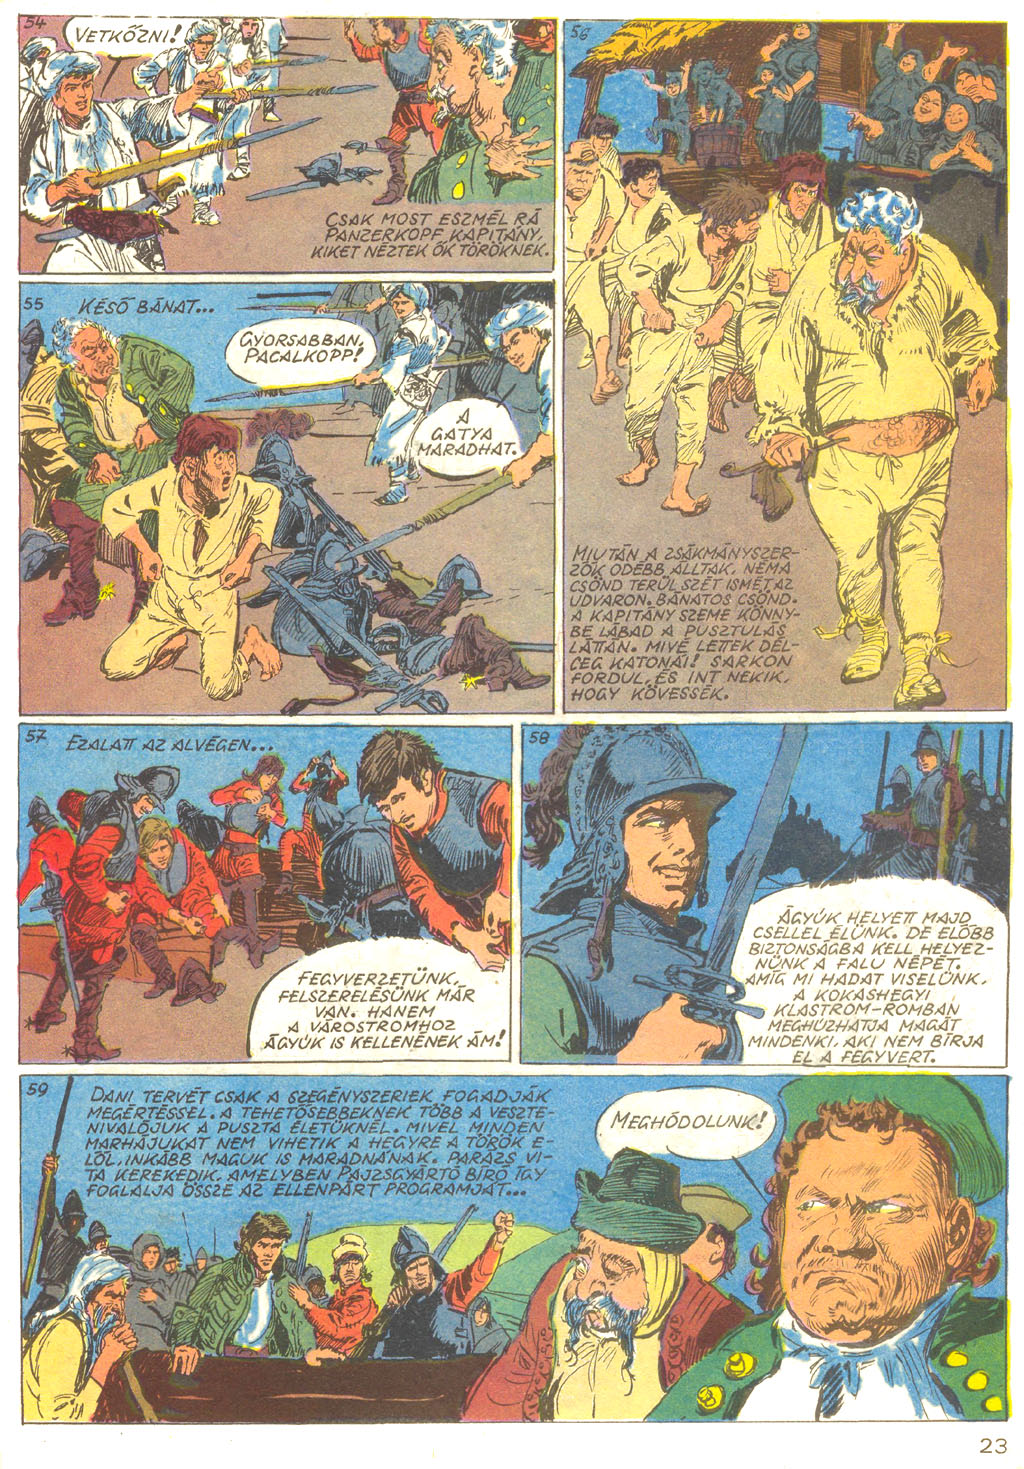 54
VETKŐZNI!
CSAK MOST ESZMÉL RÁ
PANZERKOPF KAPITÁNY,
KIKET NÉZTEK ŐK TÖRÖKNEK.
55
KÉSŐ BÁNAT...
GYORSABBAN,
PACALKOPP!
A
GATYA
MARADHAT.
56
MIUTÁN A ZSÁKMÁNYSZER-
ZŐK ODÉBB ÁLLTAK, NÉMA
CSÖND TERÜL SZÉT ISMÉT AZ
UDVARON. BÁNATOS CSÖND.
A KAPITÁNY SZEME KÖNNY-
BE LÁBAD A PUSZTULÁS
LÁTTÁN. MIVÉ LETTEK DÉL-
CEG KATONÁI! SARKON
FORDUL, ÉS INT NEKIK,
HOGY KÖVESSÉK.
57
EZALATT AZ ALVÉGEN...
FEGYVERZETÜNK,
FELSZERELÉSÜNK MÁR
VAN. HANEM
A VÁROSTROMHOZ
ÁGYÚK IS KELLENÉNEK ÁM!
58
ÁGYÚK HELYETT MAJD
CSELLEL ÉLÜNK. DE ELŐBB
BIZTONSÁGBA KELL HELYEZ-
NÜNK A FALU NÉPÉT.
AMÍG MI HADAT VISELÜNK,
A KOKASHEGYI
KLASTROM-ROMBAN
MEGHÚZHATJA MAGÁT
MINDENKI, AKI NEM BÍRJA
EL A FEGYVERT.
59
DANI TERVÉT CSAK A SZEGÉNYSZERIEK FOGADJÁK
MEGÉRTÉSSEL. A TEHETŐSEBBEKNEK TÖBB A VESZTE-
NIVALÓJUK A PUSZTA ÉLETÜKNÉL. MIVEL MINDEN
MARHÁJUKAT NEM VIHETIK A HEGYRE A TÖRÖK E-
LŐL, INKÁBB MAGUK IS MARADNÁNAK. PARÁZS VI-
TA KEREKEDIK, AMELYBEN PAJZSGYÁRTÓ BÍRÓ ÍGY
FOGLALJA ÖSSZE AZ ELLENPÁRT PROGRAMJÁT...
MEGHÓDOLUNK!
23